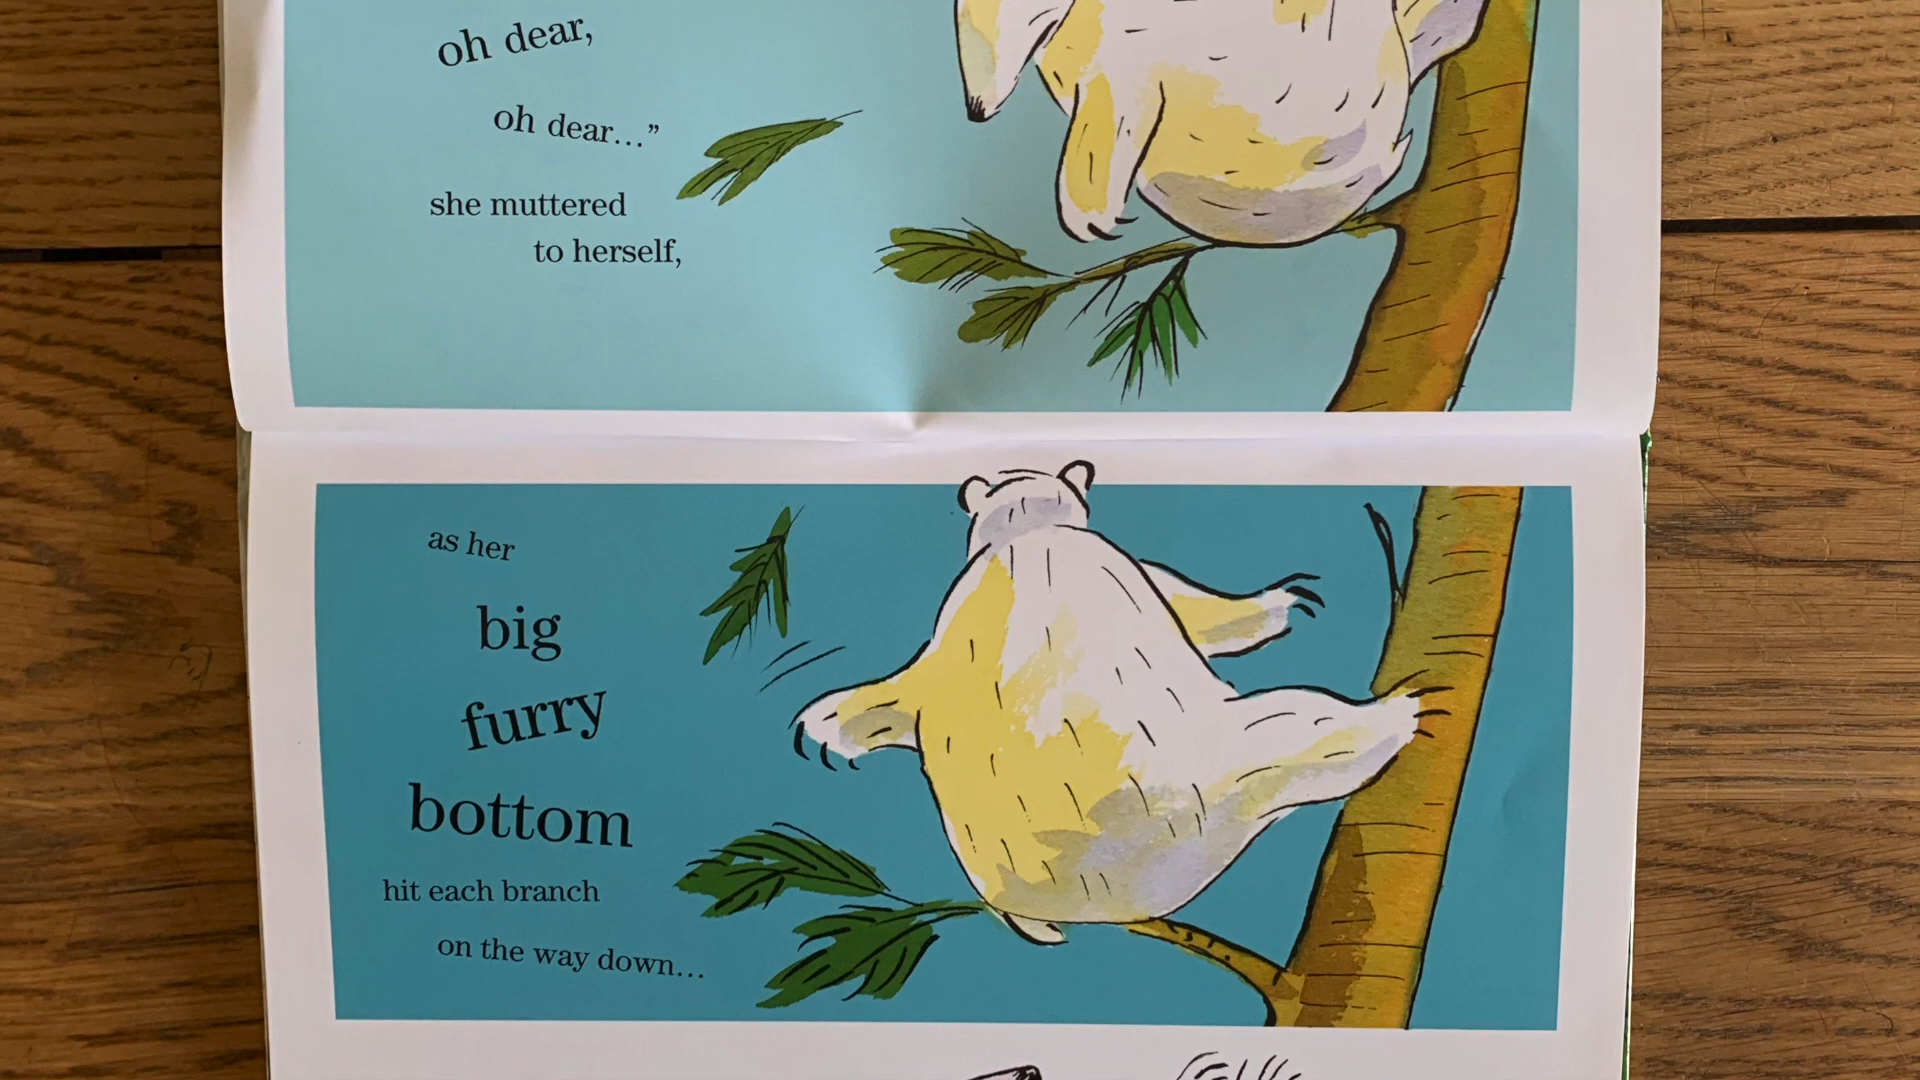 oh dear,
oh dear…”
she muttered
to herself,
as her
big
furry
bottom
hit each branch
on the way down…